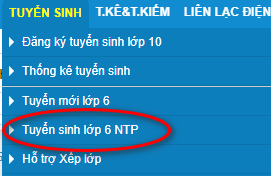 TUYỂN SINH T.KÊ&T.KIẾM LIÊN LẠC ĐIỆN
Đăng ký tuyển sinh lớp 10
Thống kê tuyển sinh
Tuyển mới lớp 6
Tuyển sinh lớp 6 NTP
Hỗ trợ Xếp lớp